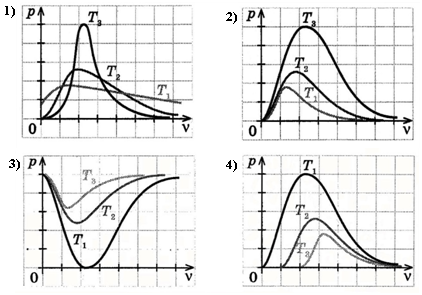 1) p T₃ T₂ T₁ 0 ν
2) p T₃ T₂ T₁ 0 ν
3) p T₃ T₂ T₁ 0 ν
4) p T₁ T₂ T₃ 0 ν